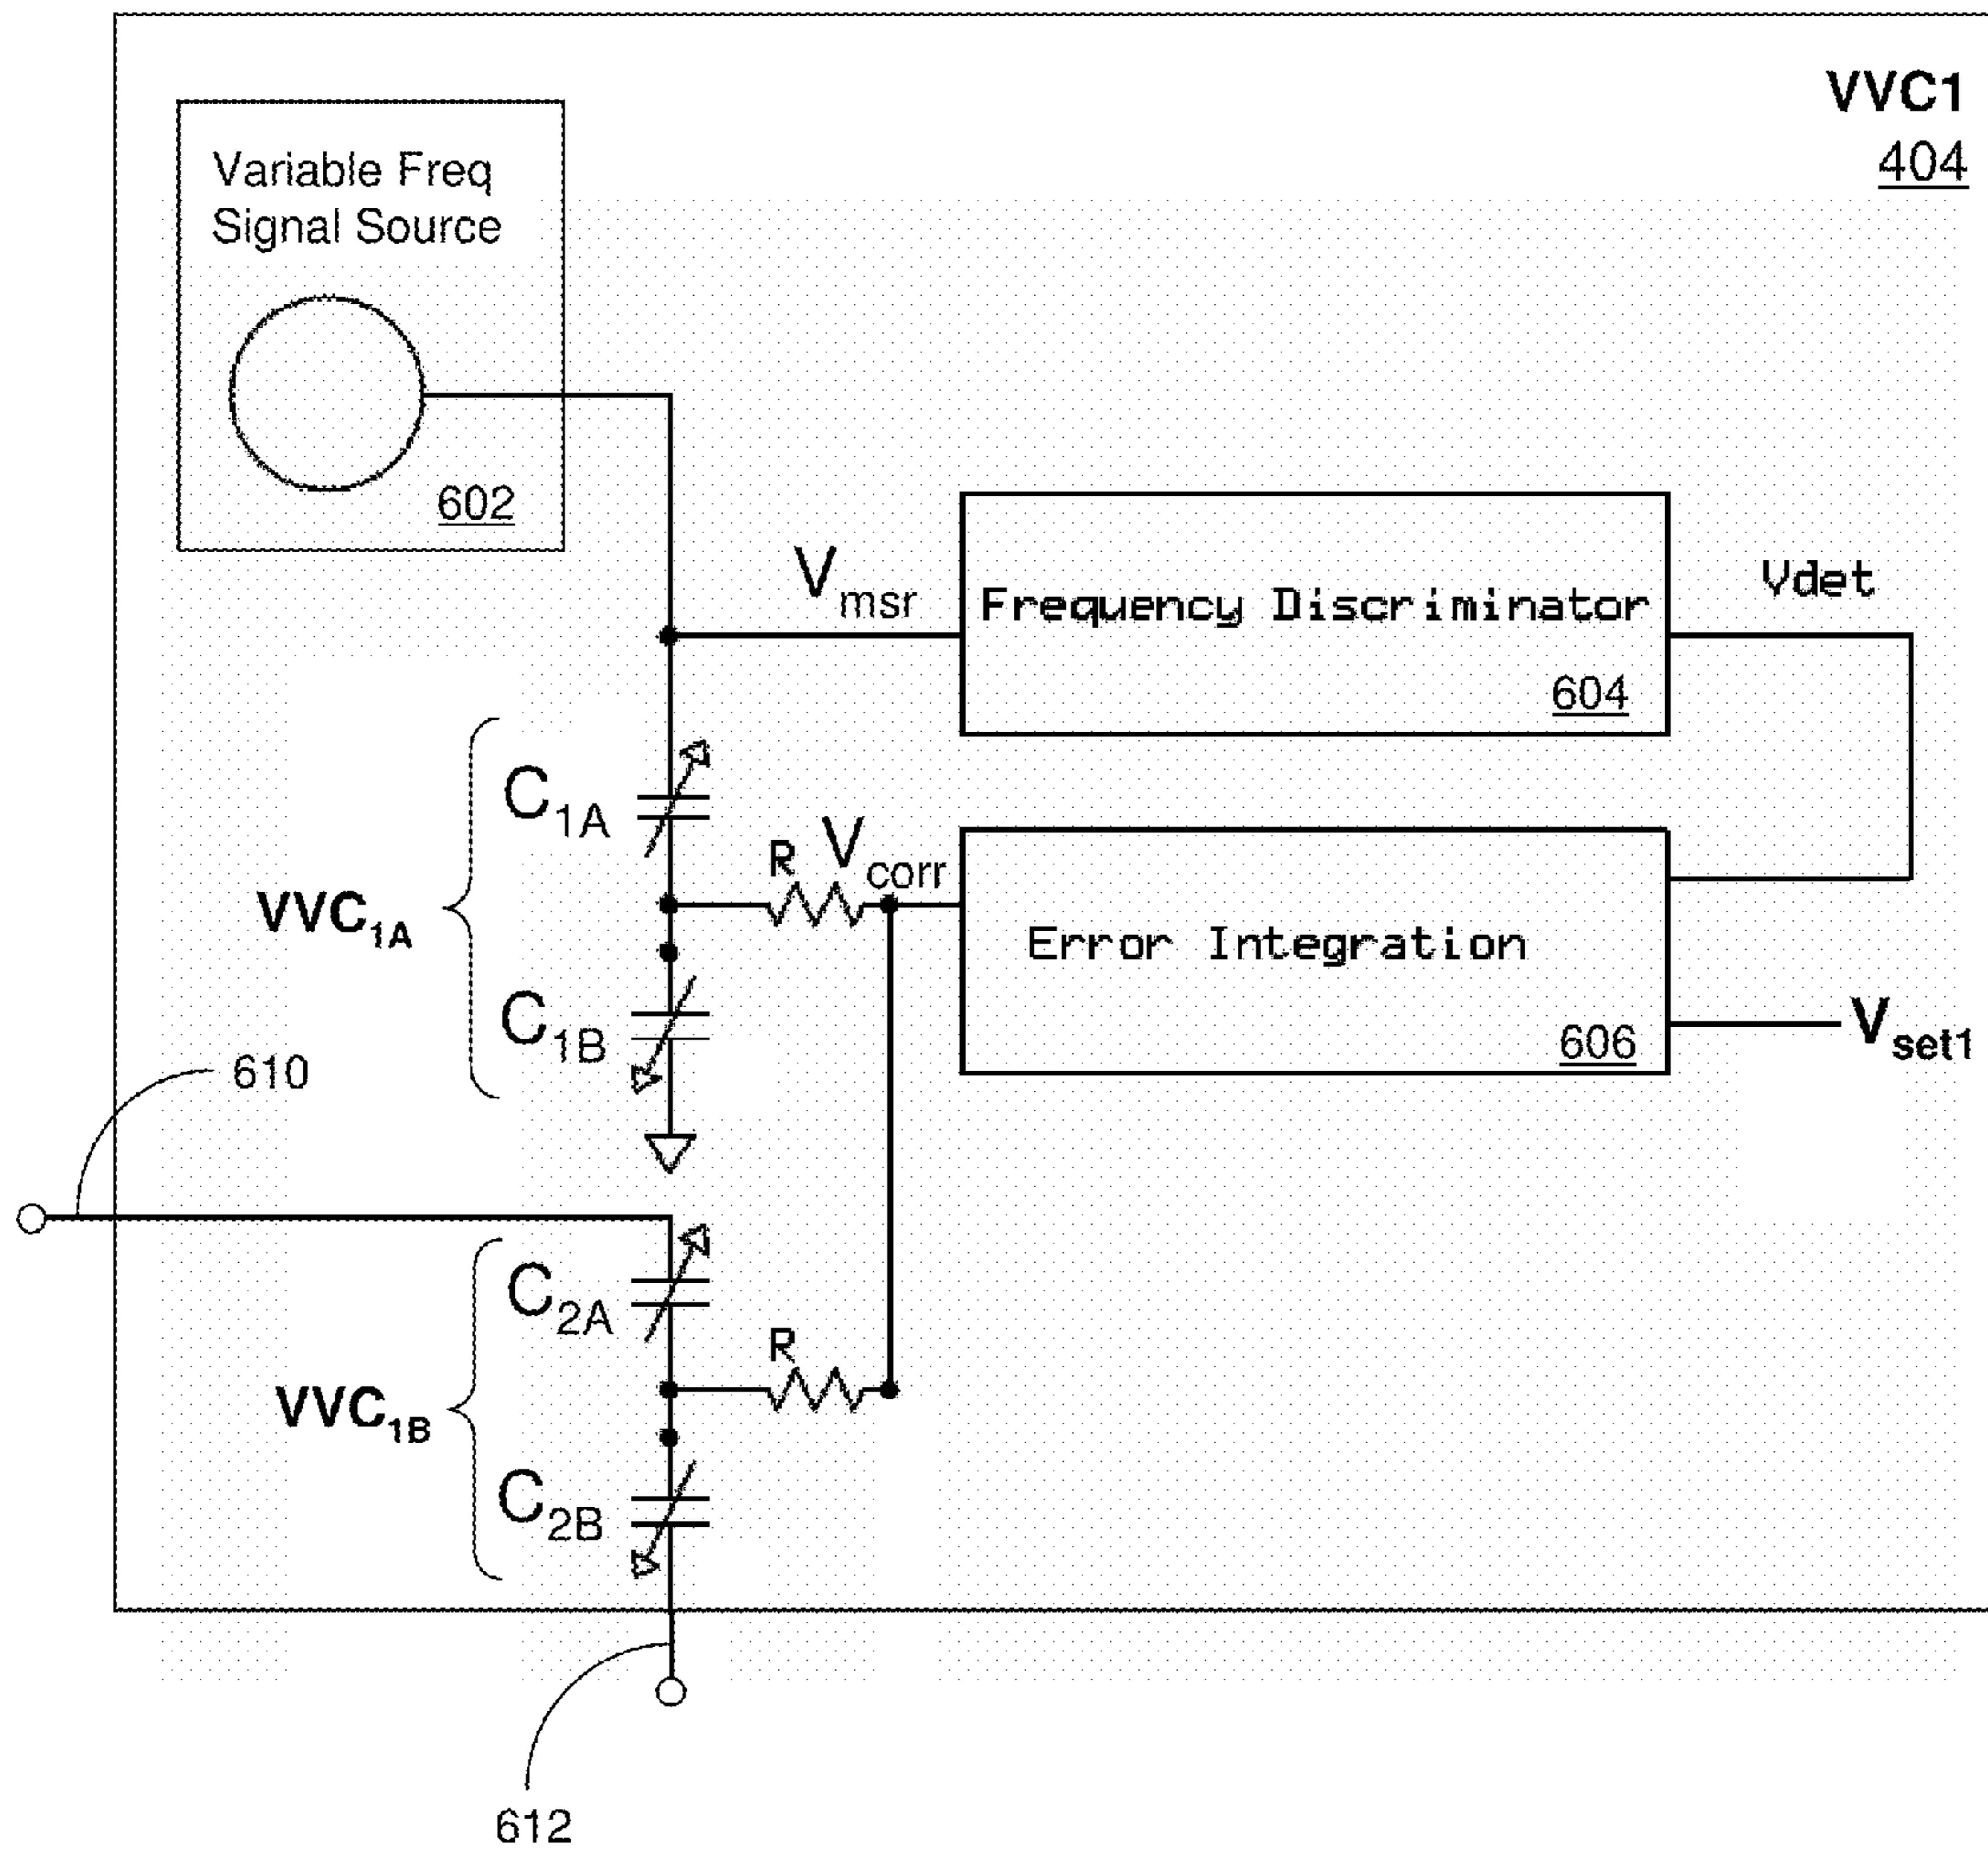 VVC1
404
Variable Freq
Signal Source
602
Vmsr
Frequency Discriminator
604
Vdet
C1A
VVC1A
R
Vcorr
Error Integration
606
Vset1
C1B
610
C2A
R
VVC1B
C2B
612